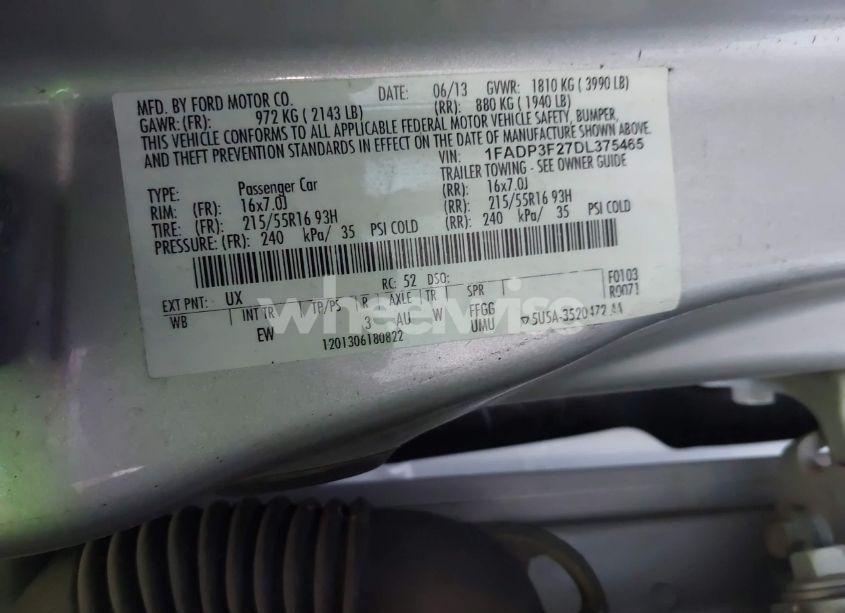 MFD. BY FORD MOTOR CO. DATE: 06/13 GVWR: 1810 KG ( 3990 LB)
GAWR: (FR): 972 KG ( 2143 LB) (RR): 880 KG ( 1940 LB)
THIS VEHICLE CONFORMS TO ALL APPLICABLE FEDERAL MOTOR VEHICLE SAFETY, BUMPER,
AND THEFT PREVENTION STANDARDS IN EFFECT ON THE DATE OF MANUFACTURE SHOWN ABOVE.
VIN: 1FADP3F27DL375465
TYPE: Passenger Car TRAILER TOWING - SEE OWNER GUIDE
RIM: (FR): 16x7.0J (RR): 16x7.0J
TIRE: (FR): 215/55R16 93H (RR): 215/55R16 93H
PRESSURE: (FR): 240 kPa/ 35 PSI COLD (RR): 240 kPa/ 35 PSI COLD
EXT PNT: UX RC: 52 DSO: F0103
R0071
WB INT TR TP/PS R AXLE TR SPR
EW 3 AU W FFGG
UMU
5U5A-3520472 AA
1201306180822
wheelwise